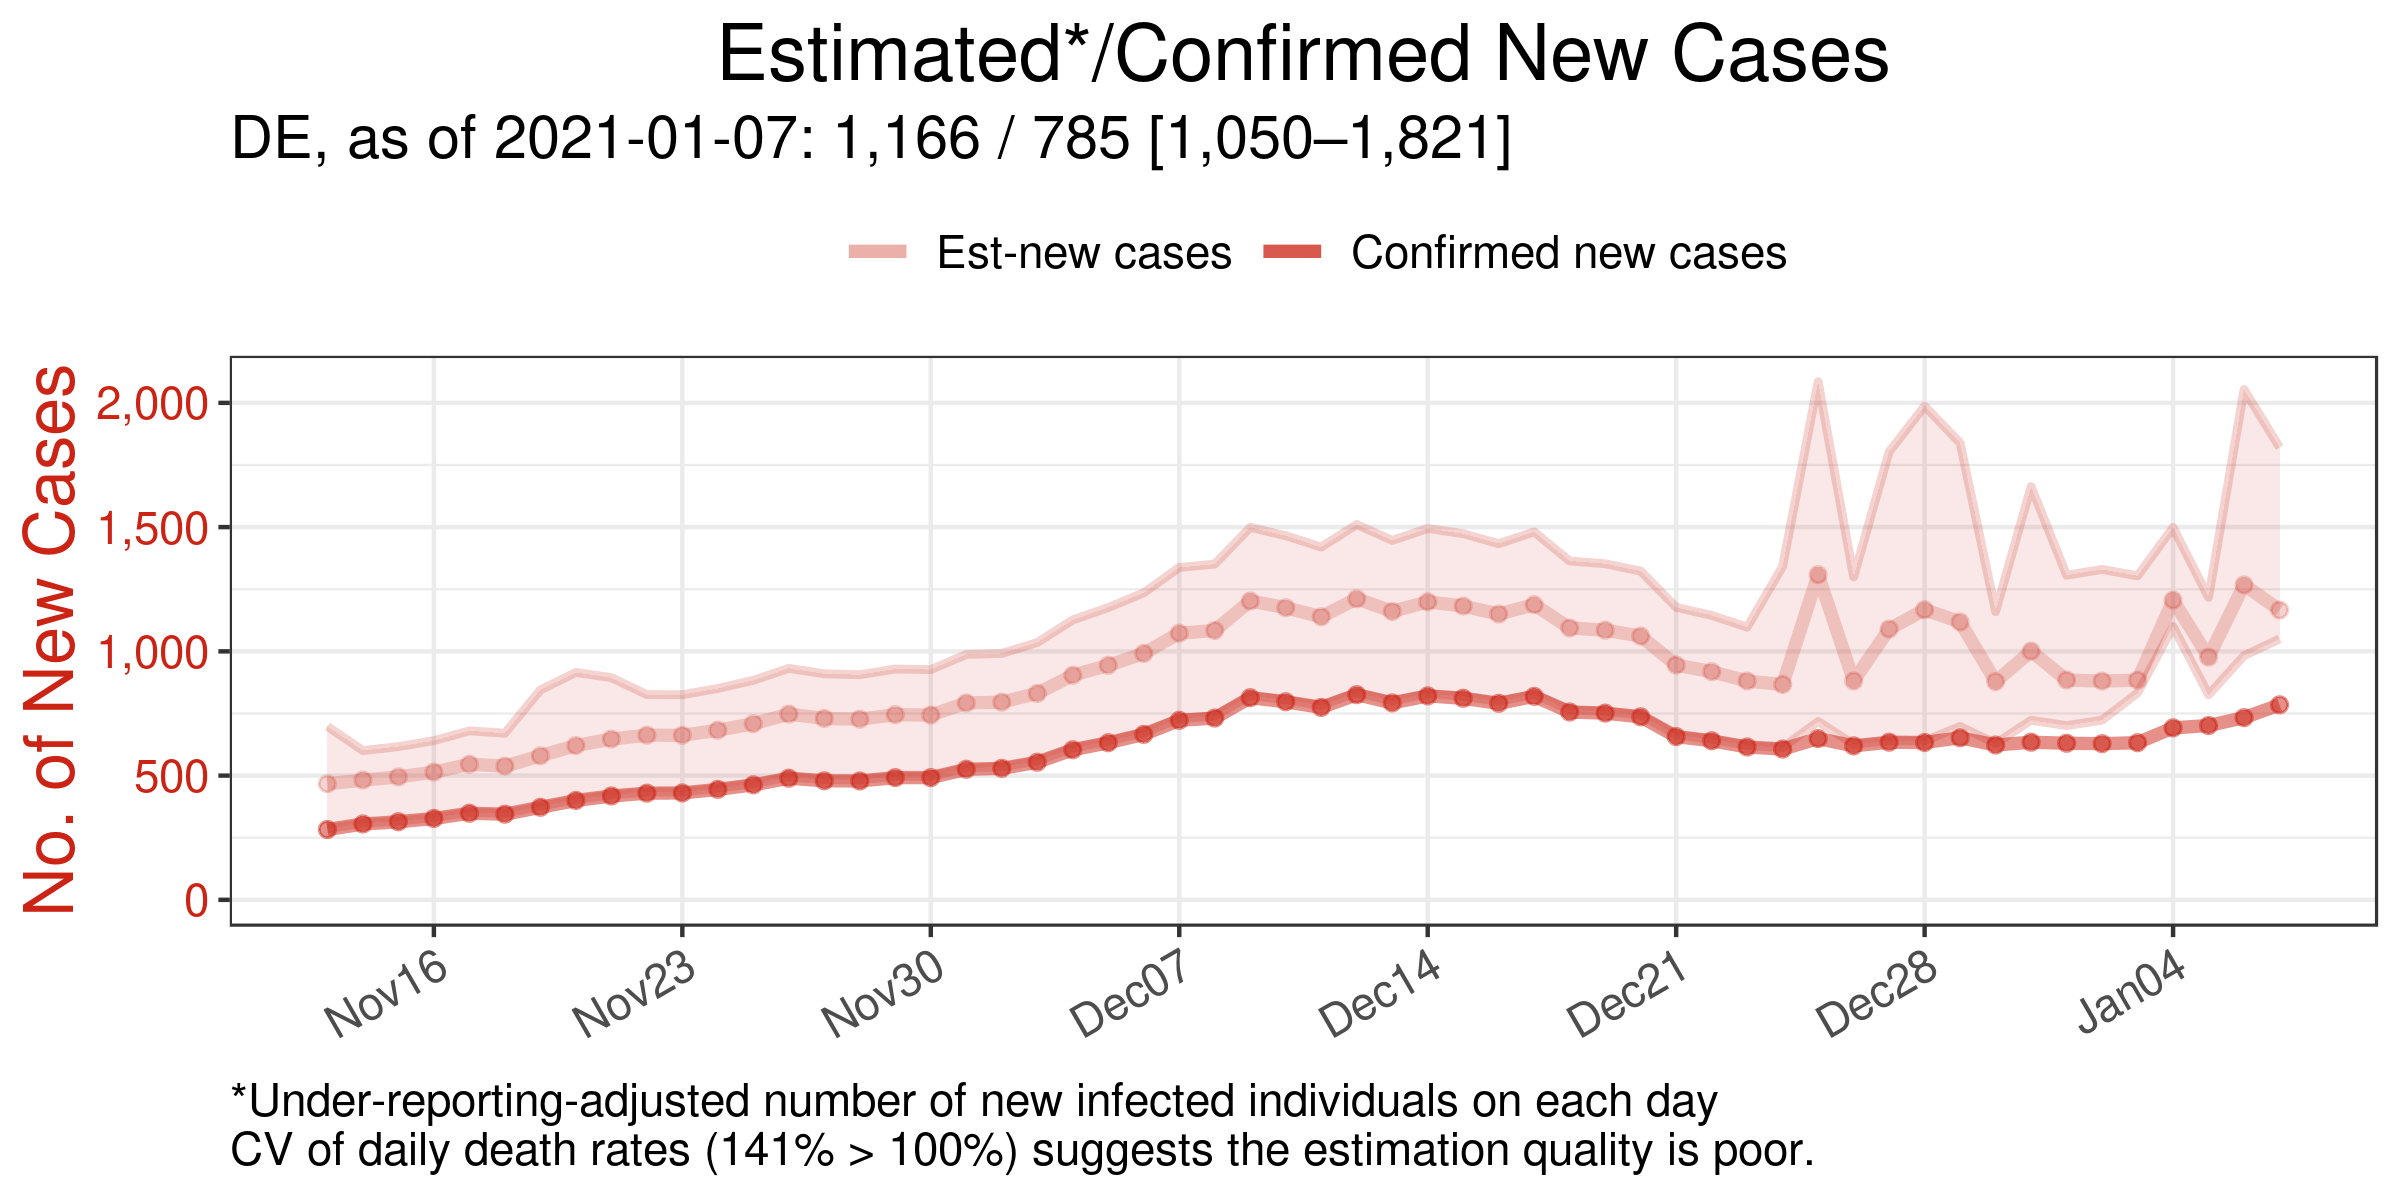 Estimated*/Confirmed New Cases
DE, as of 2021-01-07: 1,166 / 785 [1,050–1,821]
Est-new cases
Confirmed new cases
No. of New Cases
2,000
1,500
1,000
500
0
Nov16
Nov23
Nov30
Dec07
Dec14
Dec21
Dec28
Jan04
*Under-reporting-adjusted number of new infected individuals on each day
CV of daily death rates (141% > 100%) suggests the estimation quality is poor.